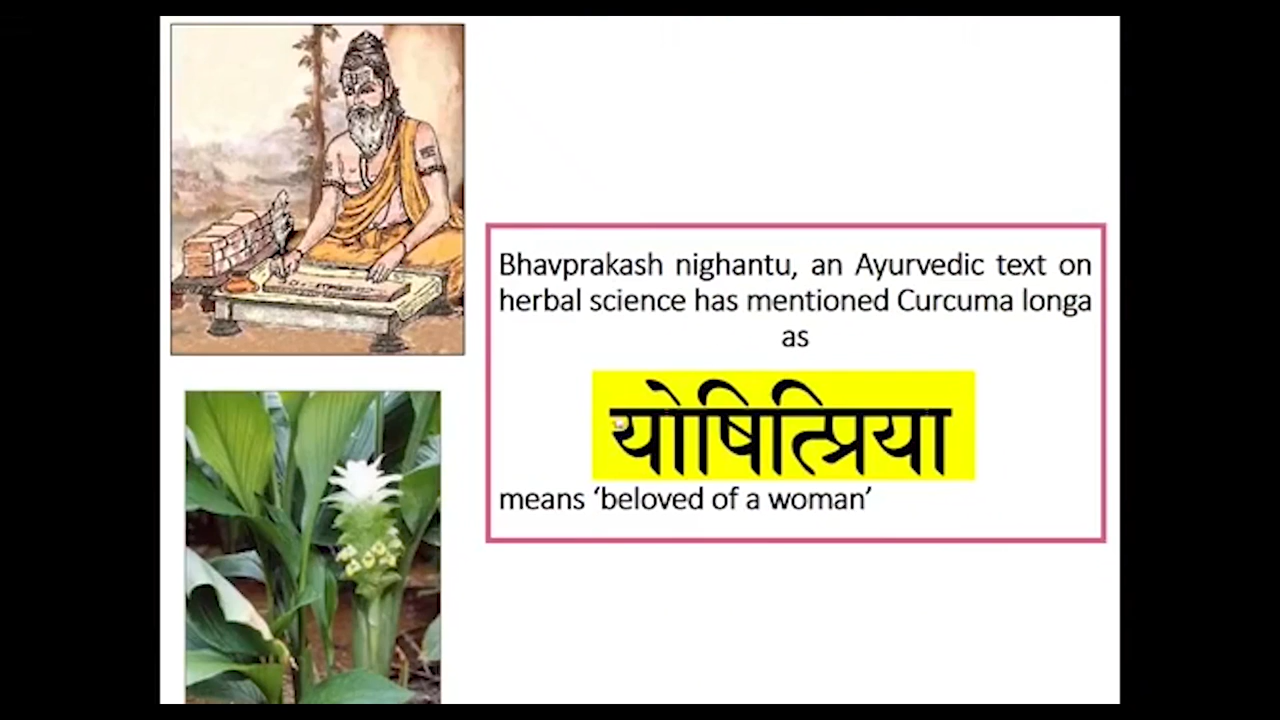 Bhavprakash nighantu, an Ayurvedic text on
herbal science has mentioned Curcuma longa
as
योषित्प्रिया
means ‘beloved of a woman’